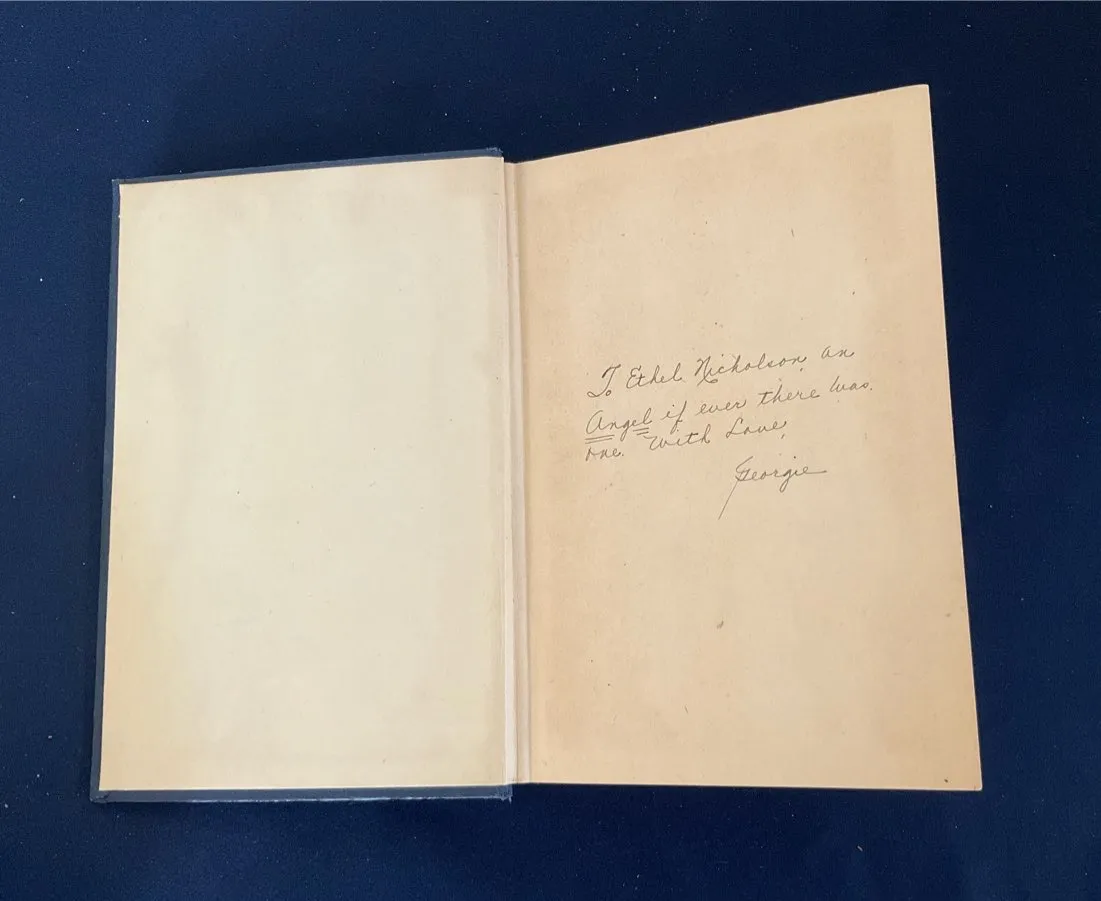 To Ethel Nicholson, an
Angel if ever there was
one. With Love,
Georgie